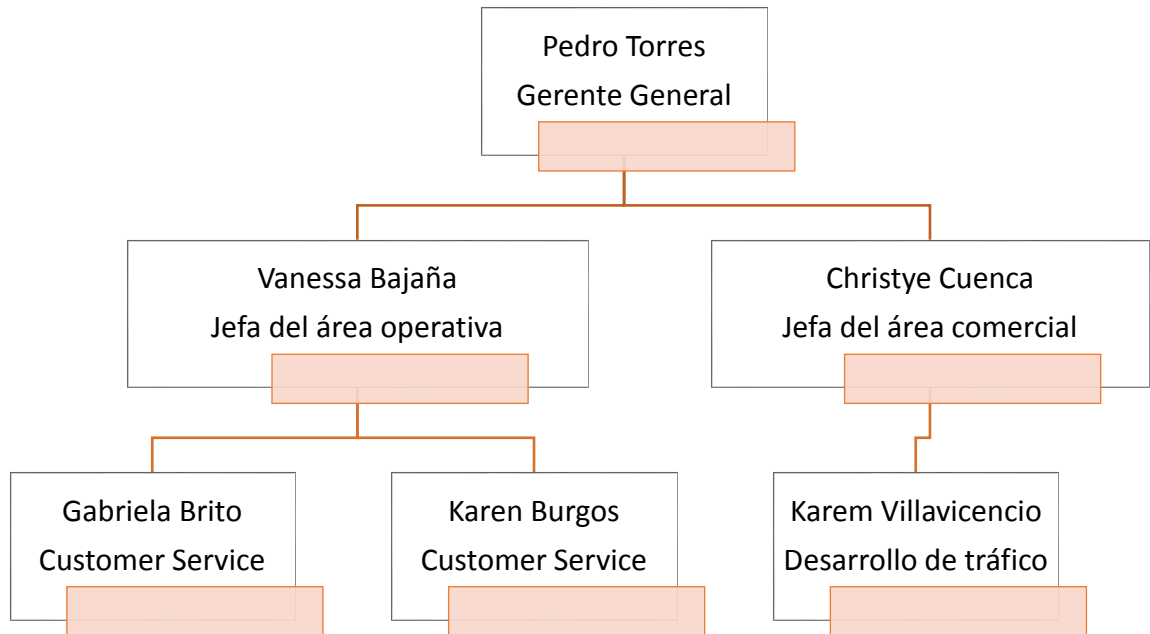 Pedro Torres
Gerente General
Vanessa Bajaña
Jefa del área operativa
Christye Cuenca
Jefa del área comercial
Gabriela Brito
Customer Service
Karen Burgos
Customer Service
Karem Villavicencio
Desarrollo de tráfico